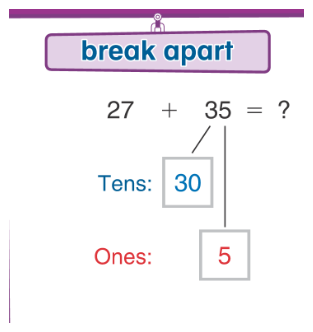 break apart
27 + 35 = ?
Tens: 30
Ones: 5